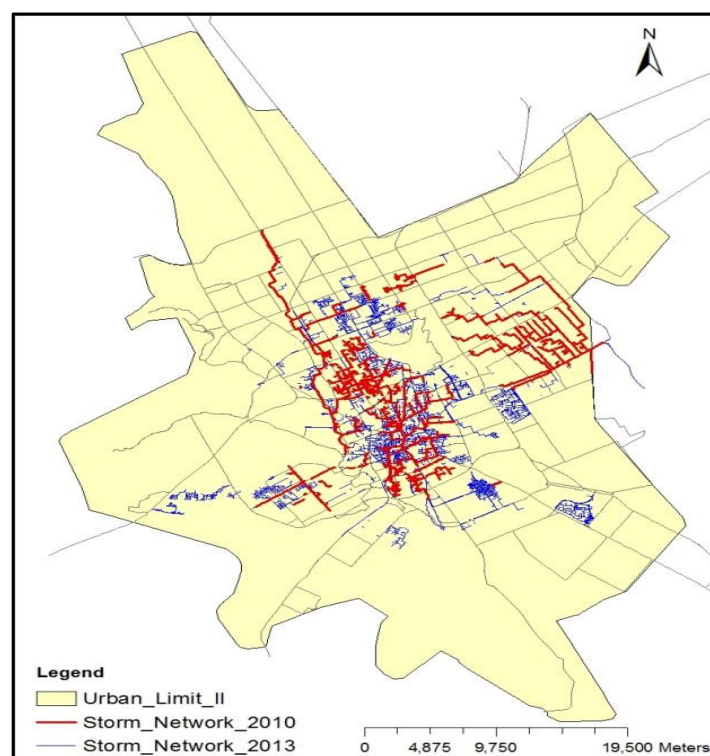 N
Legend
Urban_Limit_II
Storm_Network_2010
Storm_Network_2013
0 4,875 9,750 19,500 Meters